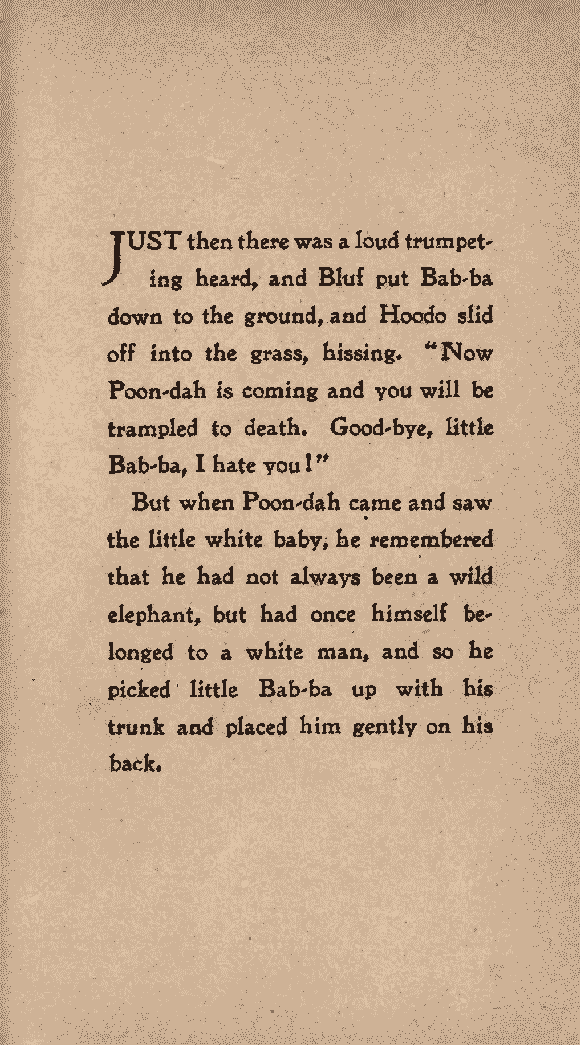 JUST then there was a loud trumpet-
ing heard, and Bluf put Bab-ba
down to the ground, and Hoodo slid
off into the grass, hissing. “Now
Poon-dah is coming and you will be
trampled to death. Good-bye, little
Bab-ba, I hate you!”
But when Poon-dah came and saw
the little white baby, he remembered
that he had not always been a wild
elephant, but had once himself be-
longed to a white man, and so he
picked little Bab-ba up with his
trunk and placed him gently on his
back.